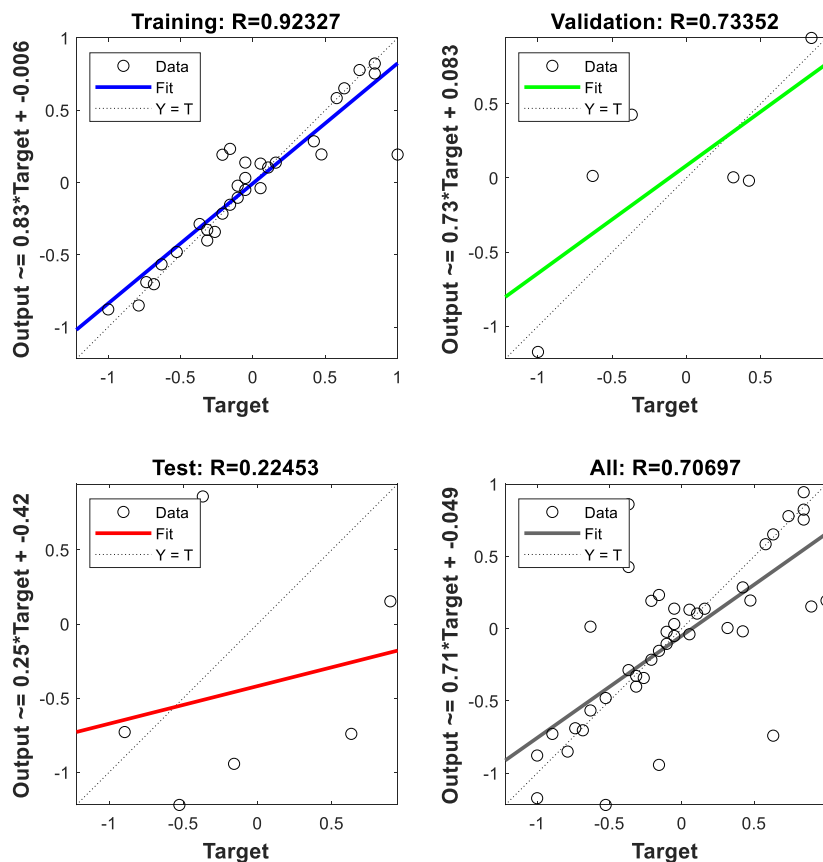 Training: R=0.92327
Output ~= 0.83*Target + -0.006
1
0.5
0
-0.5
-1
Data
Fit
Y = T
-1
-0.5
0
0.5
1
Target
Validation: R=0.73352
Output ~= 0.73*Target + 0.083
0.5
0
-0.5
-1
Data
Fit
Y = T
-1
-0.5
0
0.5
Target
Test: R=0.22453
Output ~= 0.25*Target + -0.42
0.5
0
-0.5
-1
Data
Fit
Y = T
-1
-0.5
0
0.5
Target
All: R=0.70697
Output ~= 0.71*Target + -0.049
1
0.5
0
-0.5
-1
Data
Fit
Y = T
-1
-0.5
0
0.5
Target